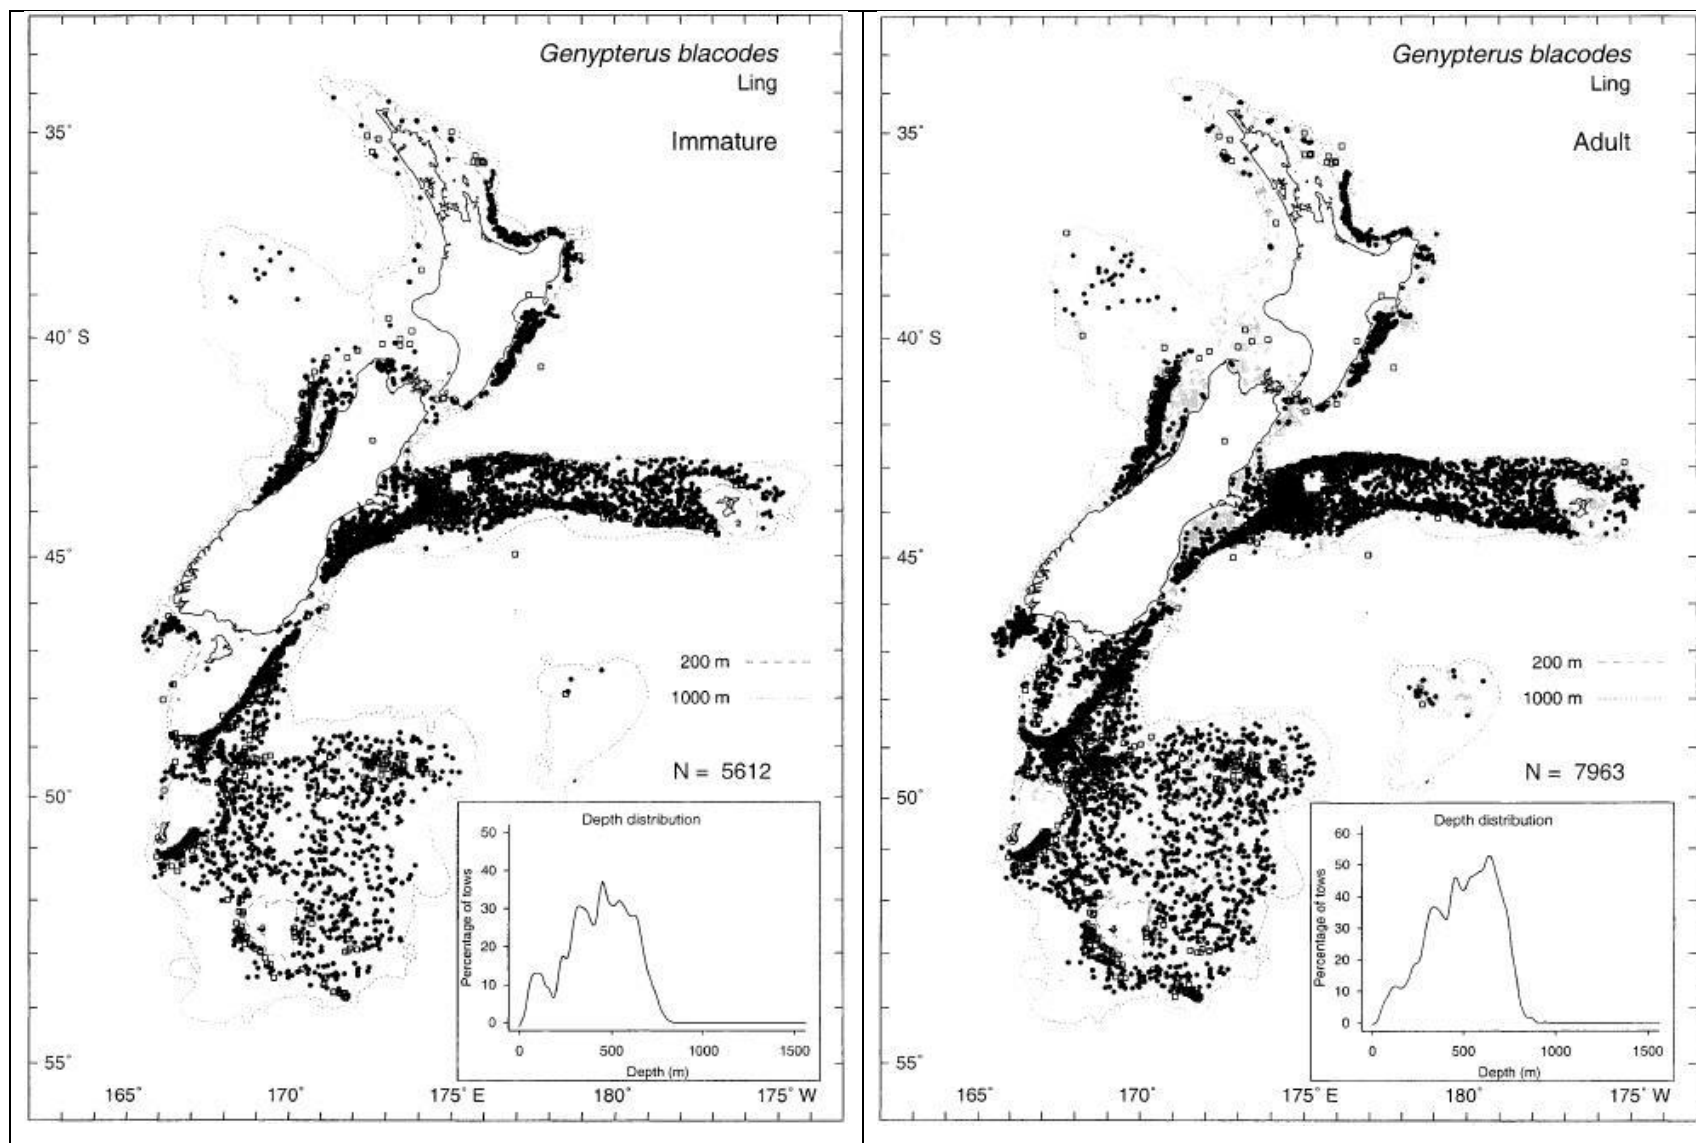 Genypterus blacodes
Ling
Immature
35°
40° S
45°
50°
55°
200 m
1000 m
N = 5612
Depth distribution
Percentage of tows
50
40
30
20
10
0
0 500 1000 1500
Depth (m)
165° 170° 175° E 180° 175° W
Genypterus blacodes
Ling
Adult
35°
40° S
45°
50°
55°
200 m
1000 m
N = 7963
Depth distribution
Percentage of tows
60
50
40
30
20
10
0
0 500 1000 1500
Depth (m)
165° 170° 175° E 180° 175° W